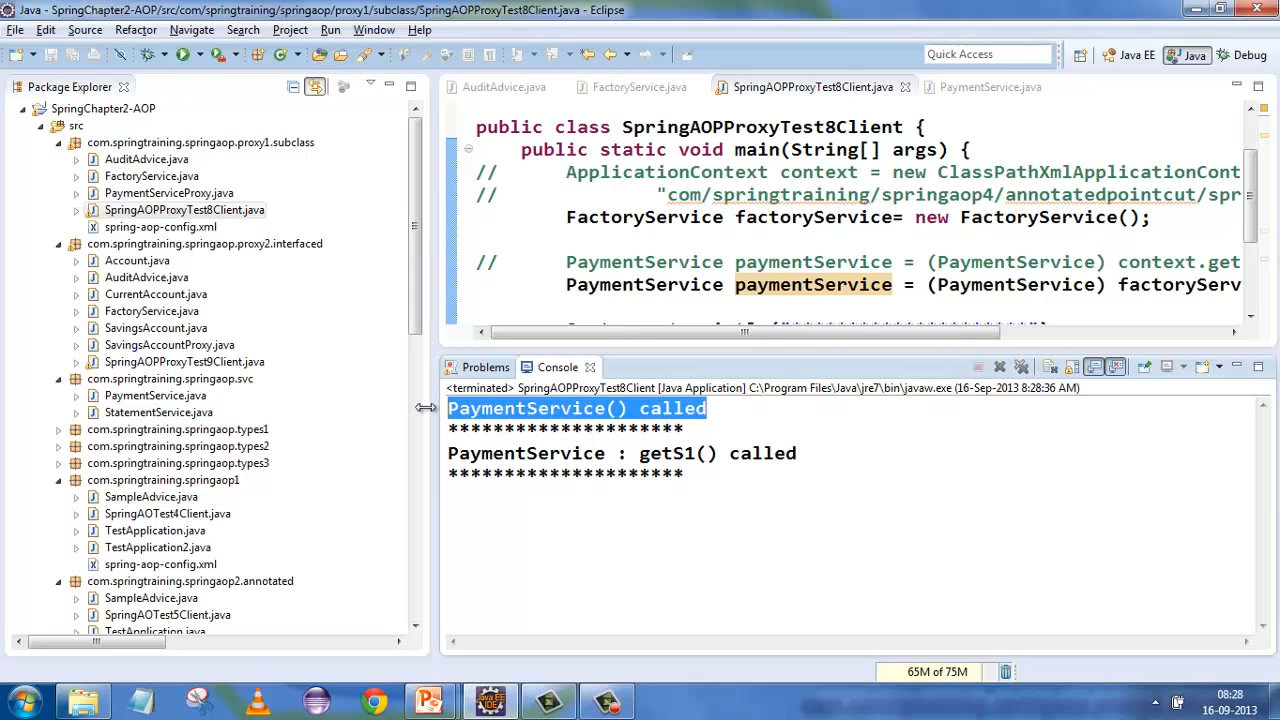 Java - SpringChapter2-AOP/src/com/springtraining/springaop/proxy1/subclass/SpringAOPProxyTest8Client.java - Eclipse
File Edit Source Refactor Navigate Search Project Run Window Help
Quick Access
Java EE
Java
Debug
Package Explorer
SpringChapter2-AOP
src
com.springtraining.springaop.proxy1.subclass
AuditAdvice.java
FactoryService.java
PaymentServiceProxy.java
SpringAOPProxyTest8Client.java
spring-aop-config.xml
com.springtraining.springaop.proxy2.interfaced
Account.java
AuditAdvice.java
CurrentAccount.java
FactoryService.java
SavingsAccount.java
SavingsAccountProxy.java
SpringAOPProxyTest9Client.java
com.springtraining.springaop.svc
PaymentService.java
StatementService.java
com.springtraining.springaop.types1
com.springtraining.springaop.types2
com.springtraining.springaop.types3
com.springtraining.springaop1
SampleAdvice.java
SpringAOTest4Client.java
TestApplication.java
TestApplication2.java
spring-aop-config.xml
com.springtraining.springaop2.annotated
SampleAdvice.java
SpringAOTest5Client.java
TestApplication.java
AuditAdvice.java FactoryService.java SpringAOPProxyTest8Client.java PaymentService.java
public class SpringAOPProxyTest8Client {
public static void main(String[] args) {
// ApplicationContext context = new ClassPathXmlApplicationCont
// "com/springtraining/springaop4/annotatedpointcut/spr
FactoryService factoryService= new FactoryService();
// PaymentService paymentService = (PaymentService) context.get
PaymentService paymentService = (PaymentService) factoryServ
Problems Console
<terminated> SpringAOPProxyTest8Client [Java Application] C:\Program Files\Java\jre7\bin\javaw.exe (16-Sep-2013 8:28:36 AM)
PaymentService() called
*********************
PaymentService : getS1() called
*********************
65M of 75M
Java EE
IDE
08:28
16-09-2013